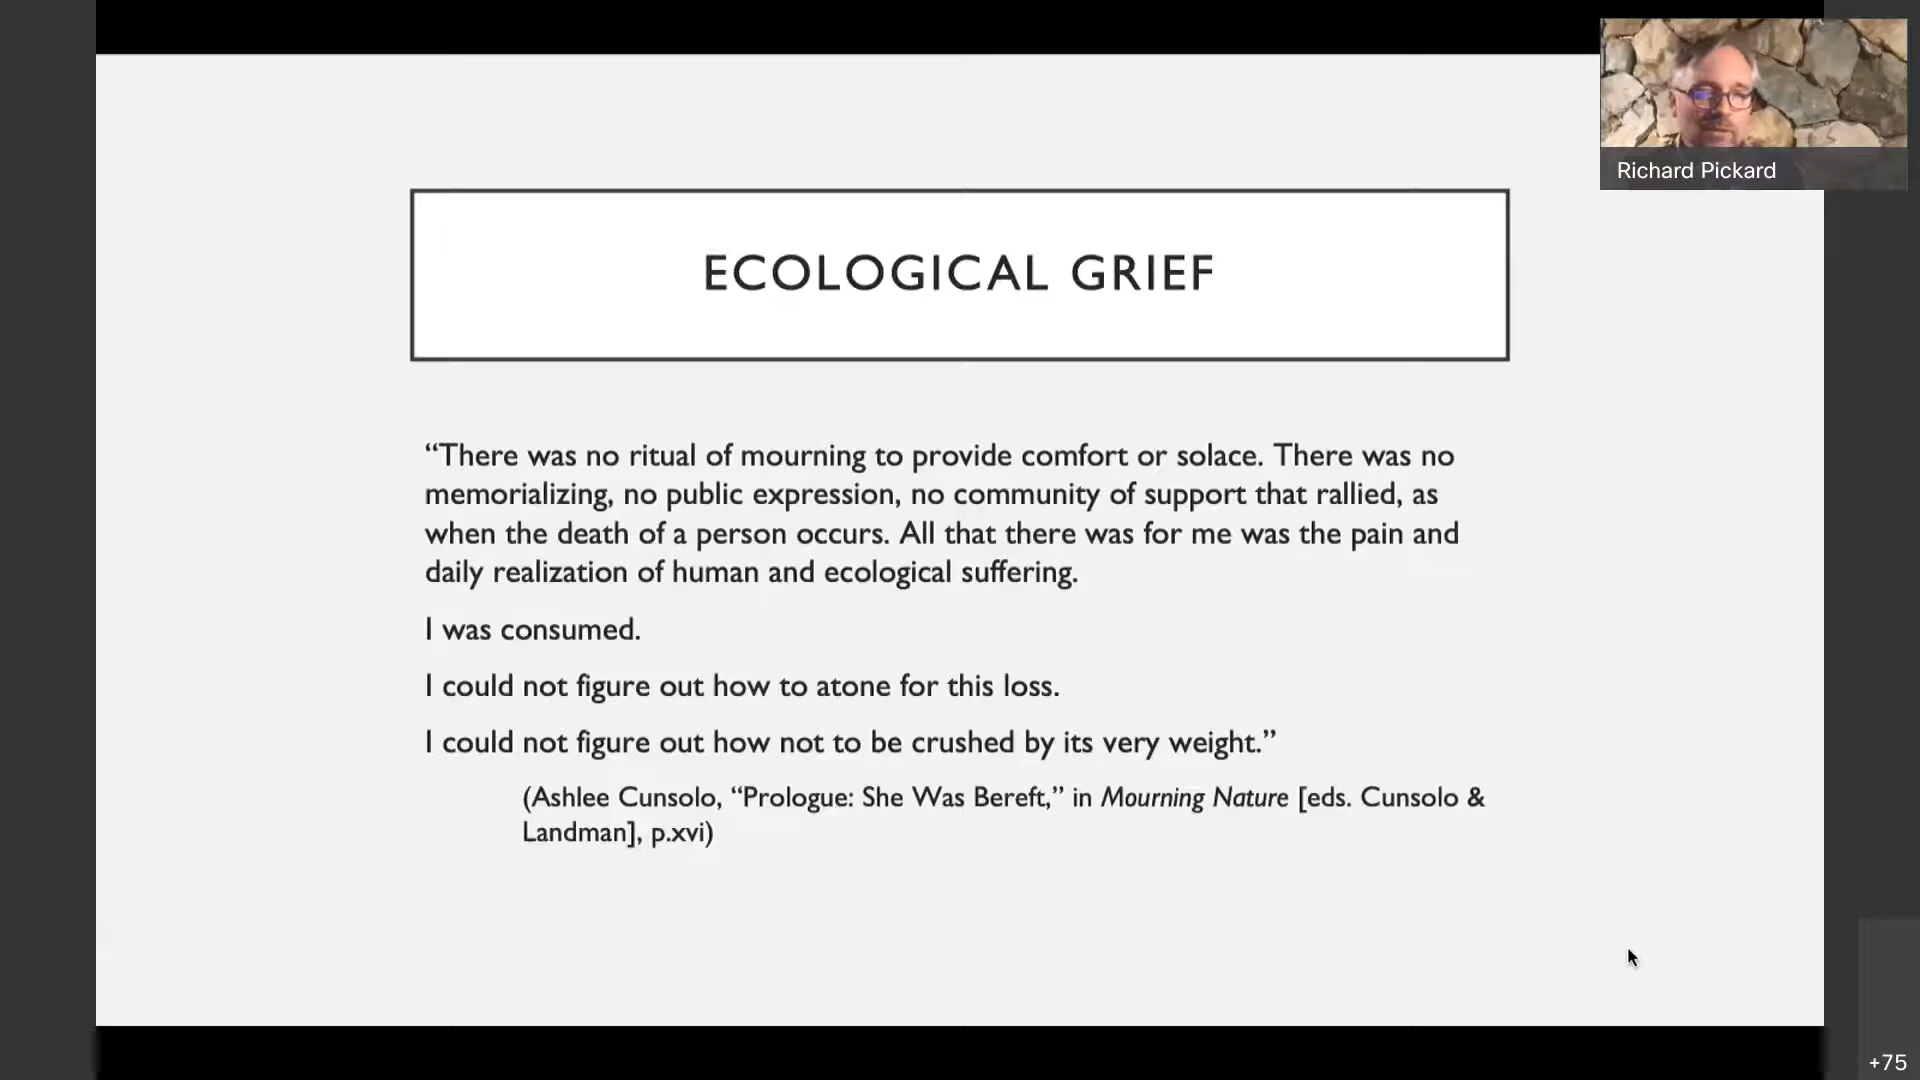 Richard Pickard
ECOLOGICAL GRIEF
“There was no ritual of mourning to provide comfort or solace. There was no
memorializing, no public expression, no community of support that rallied, as
when the death of a person occurs. All that there was for me was the pain and
daily realization of human and ecological suffering.
I was consumed.
I could not figure out how to atone for this loss.
I could not figure out how not to be crushed by its very weight.”
(Ashlee Cunsolo, “Prologue: She Was Bereft,” in Mourning Nature [eds. Cunsolo &
Landman], p.xvi)
+75